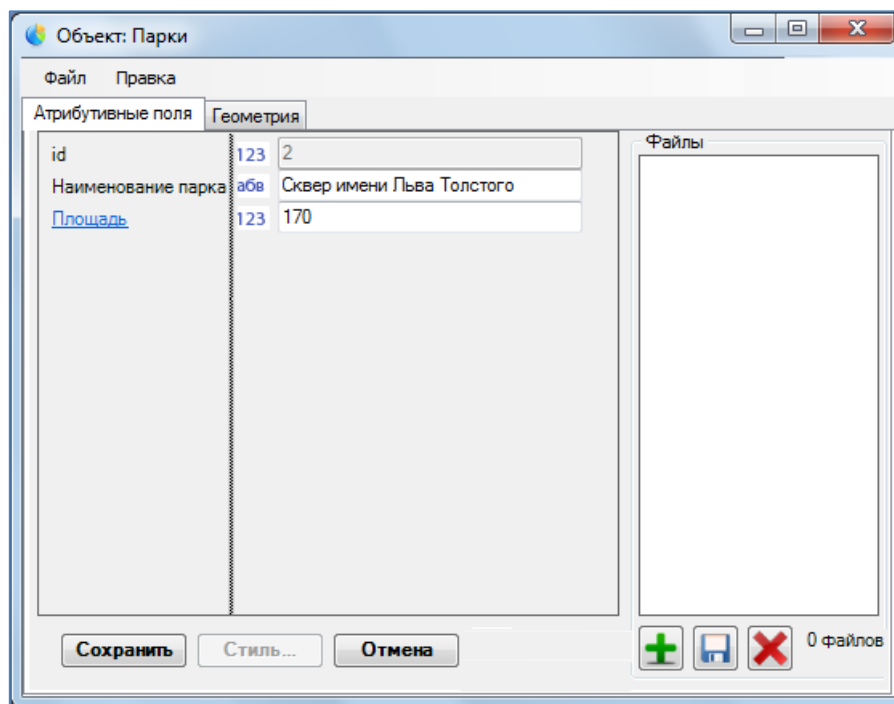 Объект: Парки
Файл Правка
Атрибутивные поля Геометрия
id 123 2
Наименование парка абв Сквер имени Льва Толстого
Площадь 123 170
Файлы
Сохранить Стиль... Отмена
0 файлов